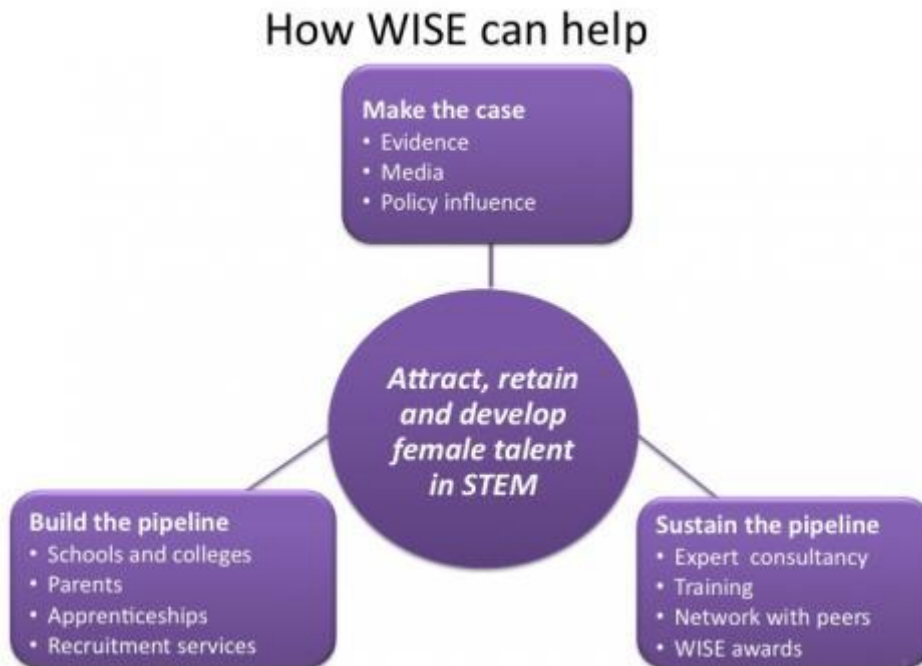 How WISE can help
Make the case
• Evidence
• Media
• Policy influence
Attract, retain
and develop
female talent
in STEM
Build the pipeline
• Schools and colleges
• Parents
• Apprenticeships
• Recruitment services
Sustain the pipeline
• Expert consultancy
• Training
• Network with peers
• WISE awards